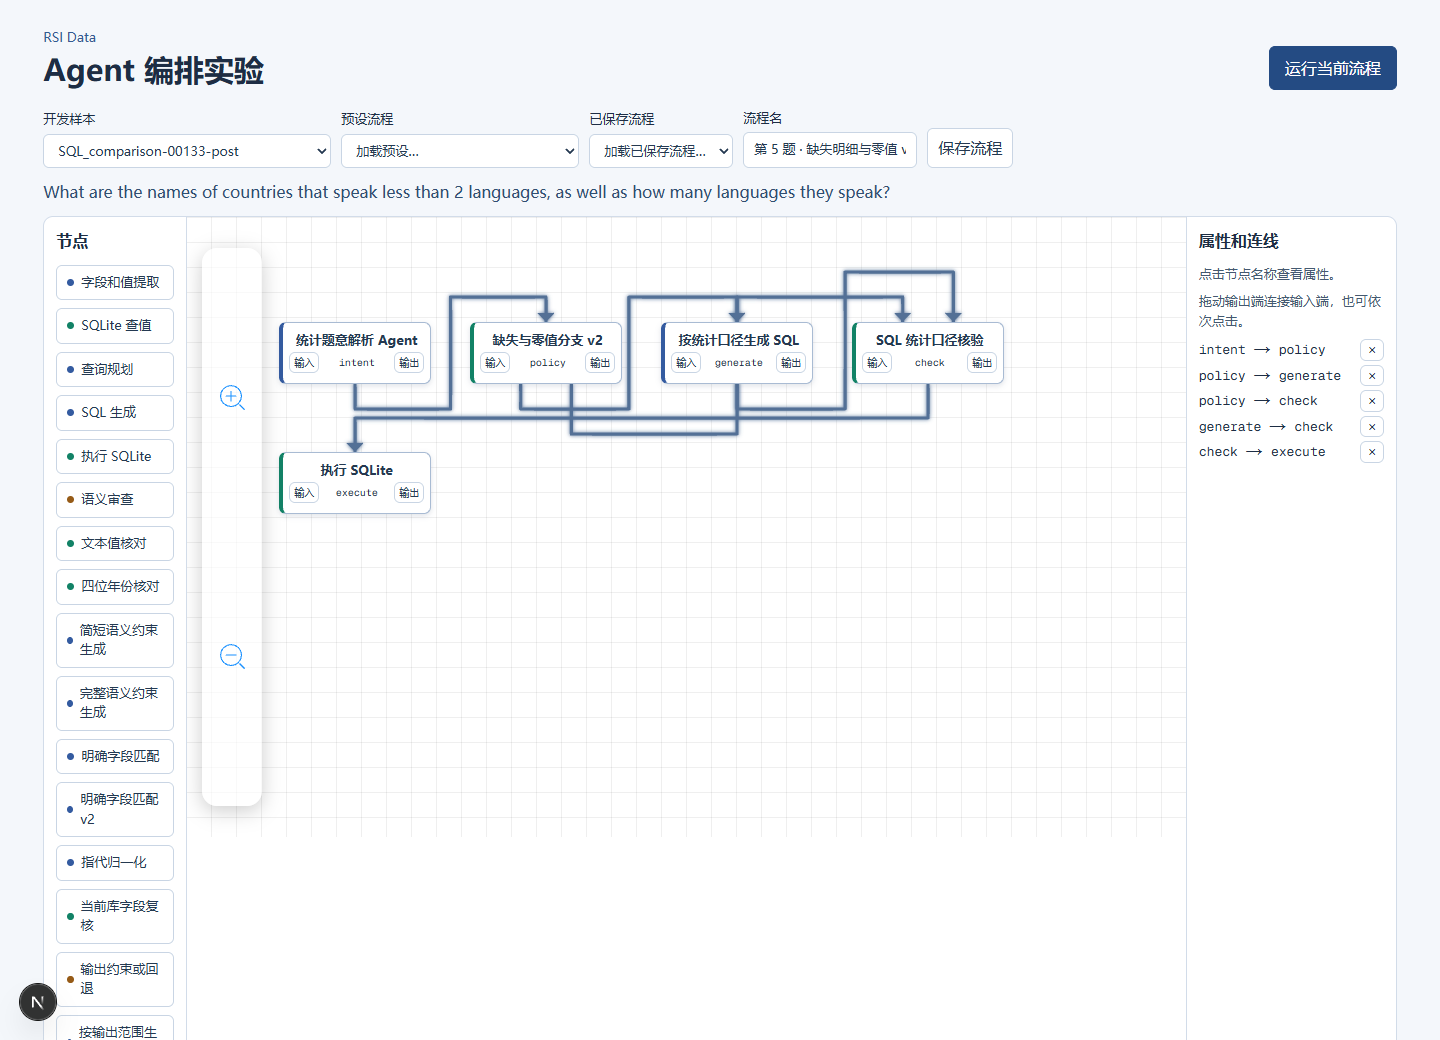 RSI Data
Agent 编排实验
运行当前流程
开发样本
预设流程
已保存流程
流程名
SQL_comparison-00133-post
加载预设...
加载已保存流程...
第 5 题 · 缺失明细与零值 v
保存流程
What are the names of countries that speak less than 2 languages, as well as how many languages they speak?
节点
字段和值提取
SQLite 查值
查询规划
SQL 生成
执行 SQLite
语义审查
文本值核对
四位年份核对
简短语义约束
生成
完整语义约束
生成
明确字段匹配
明确字段匹配
v2
指代归一化
当前库字段复
核
输出约束或回
退
按输出范围生
统计题意解析 Agent
输入 intent 输出
缺失与零值分支 v2
输入 policy 输出
按统计口径生成 SQL
输入 generate 输出
SQL 统计口径核验
输入 check 输出
执行 SQLite
输入 execute 输出
属性和连线
点击节点名称查看属性。
拖动输出端连接输入端，也可依
次点击。
intent → policy ×
policy → generate ×
policy → check ×
generate → check ×
check → execute ×
N